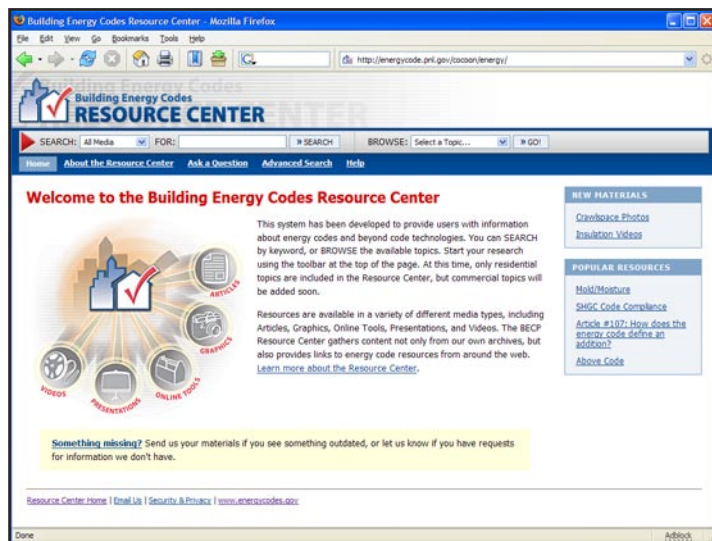 Building Energy Codes Resource Center - Mozilla Firefox
File Edit View Go Bookmarks Tools Help
http://energycode.pnl.gov/cocoon/energy/
Building Energy Codes
RESOURCE CENTER
SEARCH: All Media FOR: » SEARCH BROWSE: Select a Topic... » GO!
Home About the Resource Center Ask a Question Advanced Search Help
Welcome to the Building Energy Codes Resource Center
This system has been developed to provide users with information
about energy codes and beyond code technologies. You can SEARCH
by keyword, or BROWSE the available topics. Start your research
using the toolbar at the top of the page. At this time, only residential
topics are included in the Resource Center, but commercial topics will
be added soon.
Resources are available in a variety of different media types, including
Articles, Graphics, Online Tools, Presentations, and Videos. The BECP
Resource Center gathers content not only from our own archives, but
also provides links to energy code resources from around the web.
Learn more about the Resource Center.
ARTICLES
GRAPHICS
ONLINE TOOLS
PRESENTATIONS
VIDEOS
NEW MATERIALS
Crawlspace Photos
Insulation Videos
POPULAR RESOURCES
Mold/Moisture
SHGC Code Compliance
Article #107: How does the
energy code define an
addition?
Above Code
Something missing? Send us your materials if you see something outdated, or let us know if you have requests
for information we don't have.
Resource Center Home | Email Us | Security & Privacy | www.energycodes.gov
Done Adblock